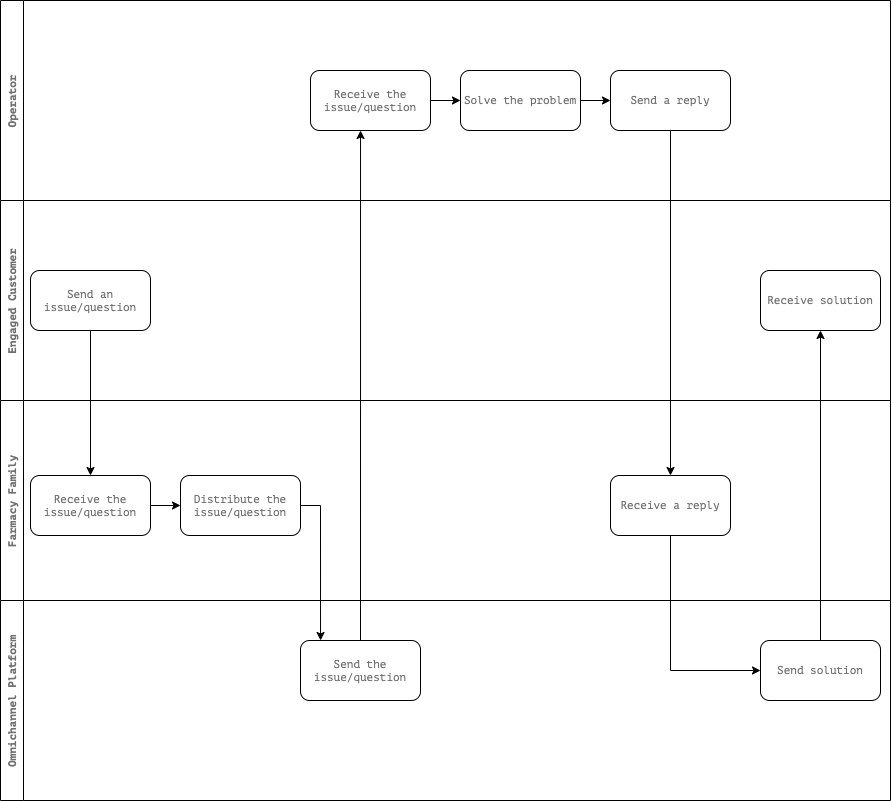 Operator
Receive the
issue/question
Solve the problem
Send a reply
Engaged Customer
Send an
issue/question
Receive solution
Farmacy Family
Receive the
issue/question
Distribute the
issue/question
Receive a reply
Omnichannel Platform
Send the
issue/question
Send solution